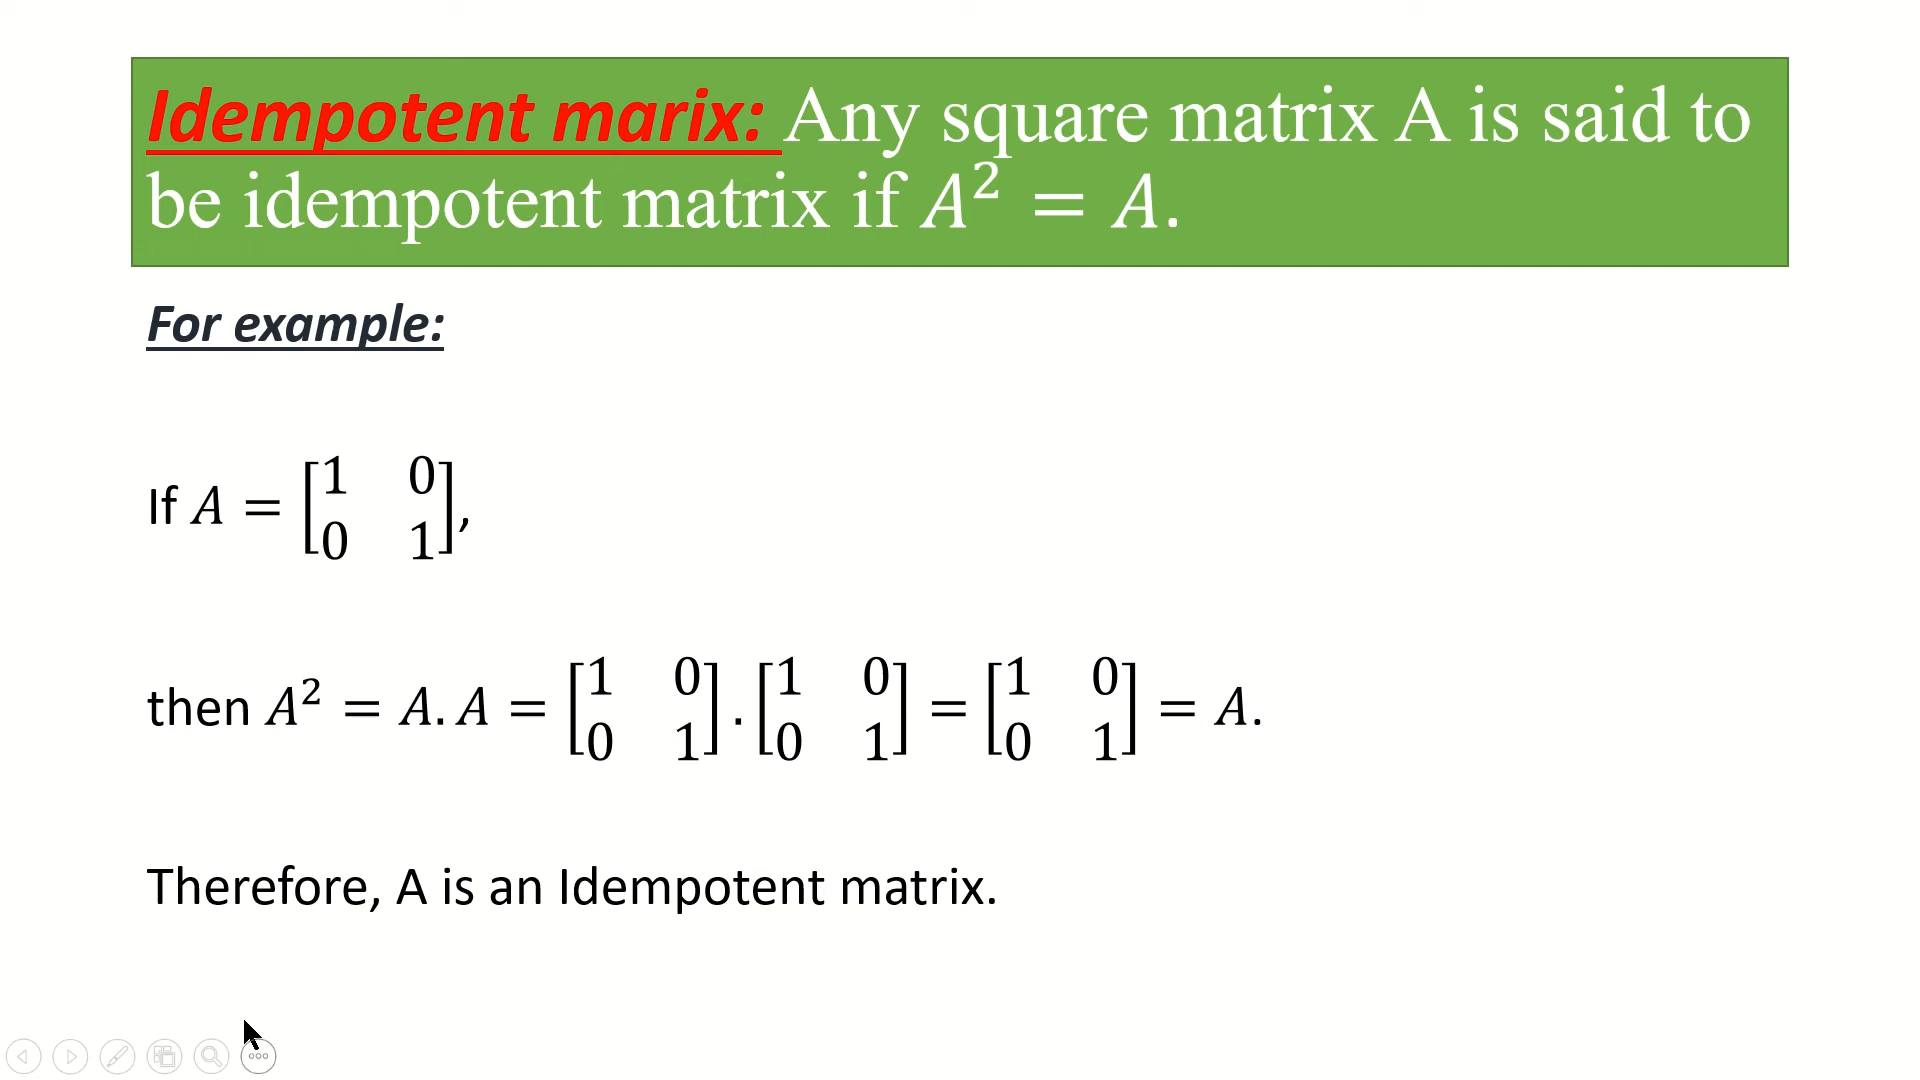 Idempotent marix: Any square matrix A is said to
be idempotent matrix if A² = A.
For example:
If A = [1 0
0 1],
then A² = A. A = [1 0
0 1] . [1 0
0 1] = [1 0
0 1] = A.
Therefore, A is an Idempotent matrix.